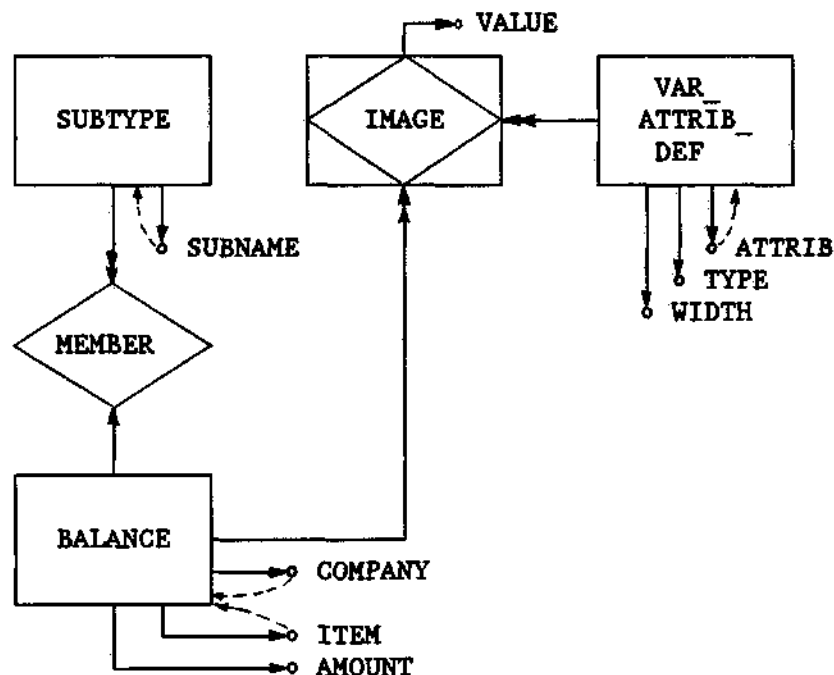 VALUE
SUBTYPE
IMAGE
VAR_
ATTRIB_
DEF
SUBNAME
ATTRIB
TYPE
WIDTH
MEMBER
BALANCE
COMPANY
ITEM
AMOUNT